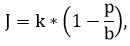 J = k * (1 − p/b),